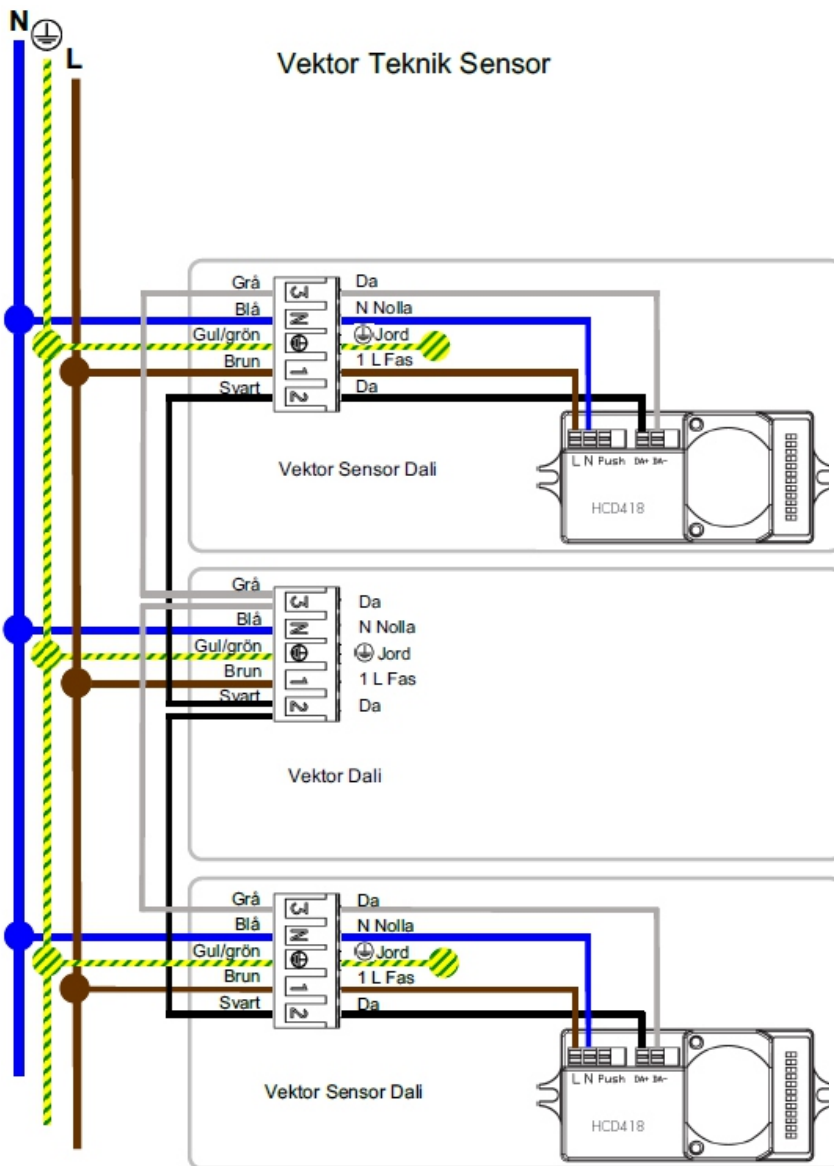 N ⏚ L
Vektor Teknik Sensor
Grå 3 Da
Blå N N Nolla
Gul/grön ⏚ ⏚ Jord
Brun 1 1 L Fas
Svart 2 Da
Vektor Sensor Dali
L N Push DA+ DA-
HCD418
Grå 3 Da
Blå N N Nolla
Gul/grön ⏚ ⏚ Jord
Brun 1 1 L Fas
Svart 2 Da
Vektor Dali
Grå 3 Da
Blå N N Nolla
Gul/grön ⏚ ⏚ Jord
Brun 1 1 L Fas
Svart 2 Da
Vektor Sensor Dali
L N Push DA+ DA-
HCD418